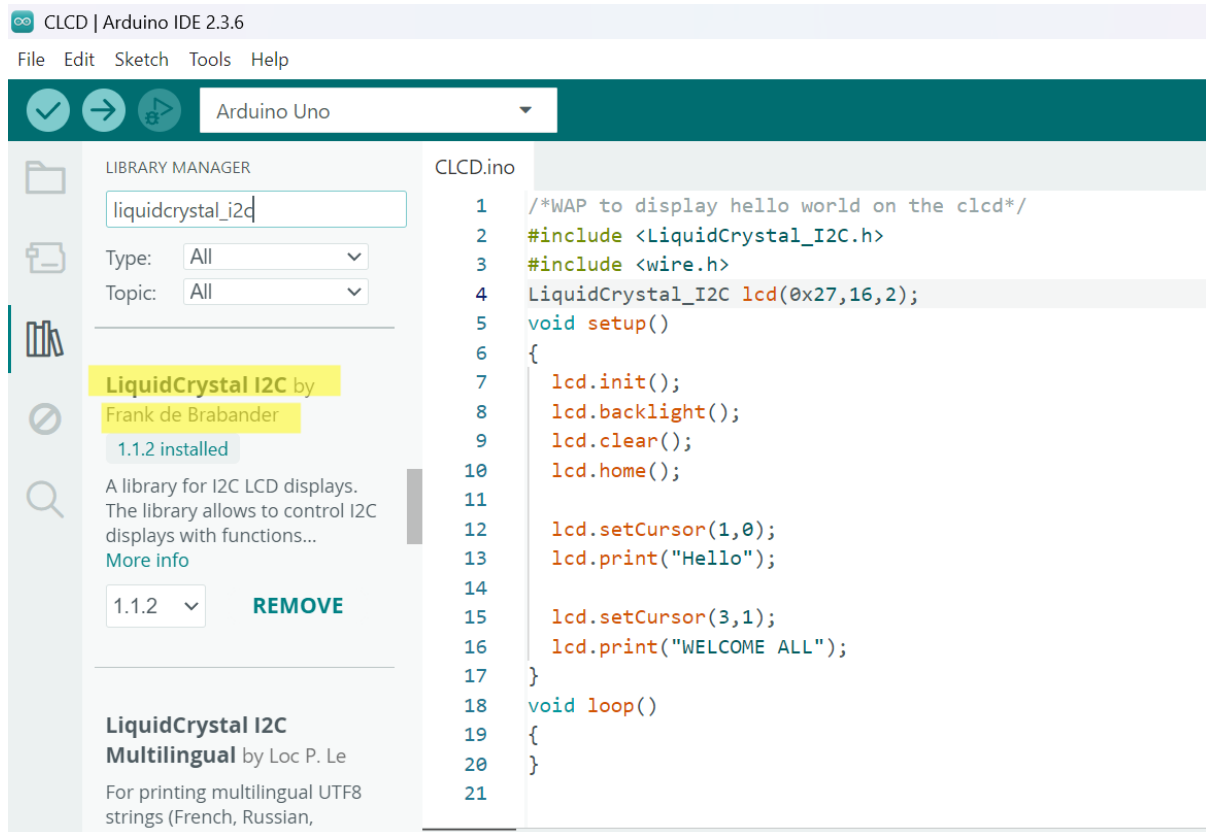 CLCD | Arduino IDE 2.3.6
File Edit Sketch Tools Help
Arduino Uno
LIBRARY MANAGER
liquidcrystal_i2c
Type: All
Topic: All
LiquidCrystal I2C by
Frank de Brabander
1.1.2 installed
A library for I2C LCD displays.
The library allows to control I2C
displays with functions...
More info
1.1.2 REMOVE
LiquidCrystal I2C
Multilingual by Loc P. Le
For printing multilingual UTF8
strings (French, Russian,
CLCD.ino
1 /*WAP to display hello world on the clcd*/
2 #include <LiquidCrystal_I2C.h>
3 #include <wire.h>
4 LiquidCrystal_I2C lcd(0x27,16,2);
5 void setup()
6 {
7 lcd.init();
8 lcd.backlight();
9 lcd.clear();
10 lcd.home();
11
12 lcd.setCursor(1,0);
13 lcd.print("Hello");
14
15 lcd.setCursor(3,1);
16 lcd.print("WELCOME ALL");
17 }
18 void loop()
19 {
20 }
21